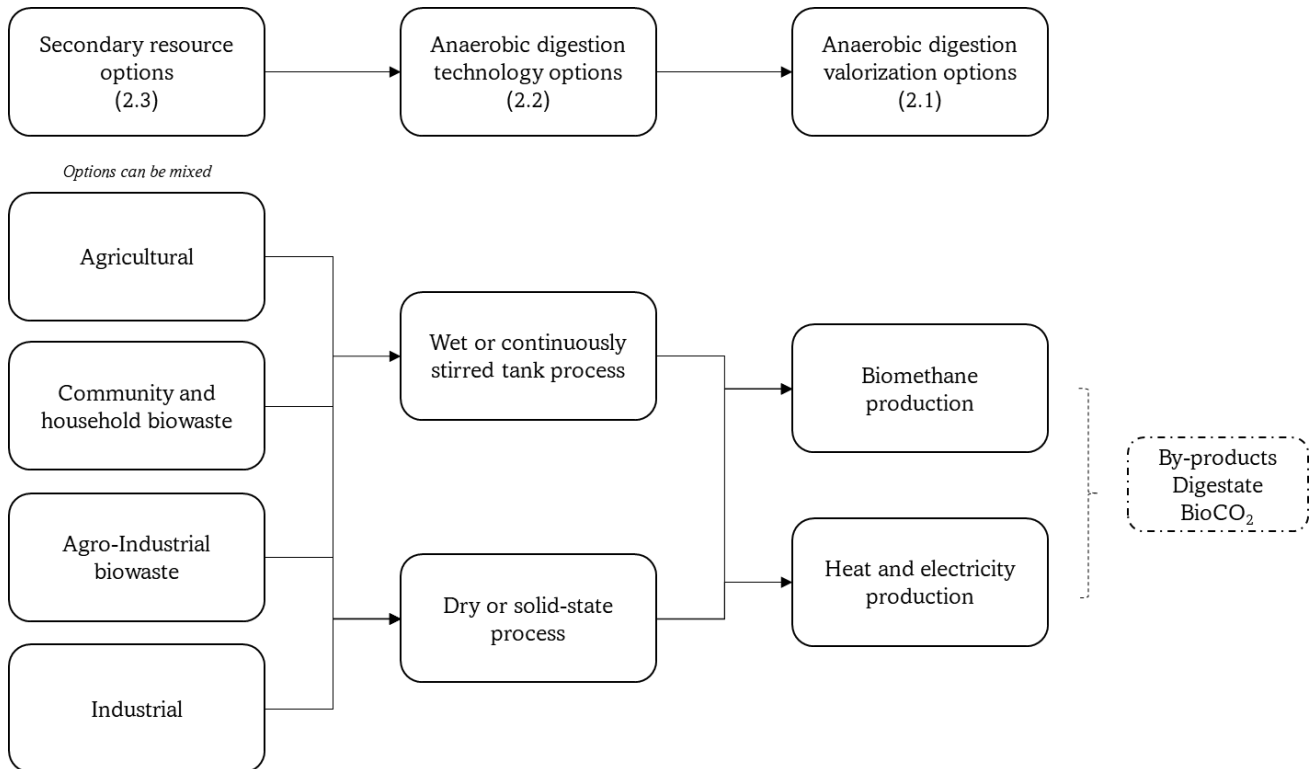 Secondary resource
options
(2.3)
Anaerobic digestion
technology options
(2.2)
Anaerobic digestion
valorization options
(2.1)
Options can be mixed
Agricultural
Community and
household biowaste
Agro-Industrial
biowaste
Industrial
Wet or continuously
stirred tank process
Dry or solid-state
process
Biomethane
production
Heat and electricity
production
By-products
Digestate
BioCO₂